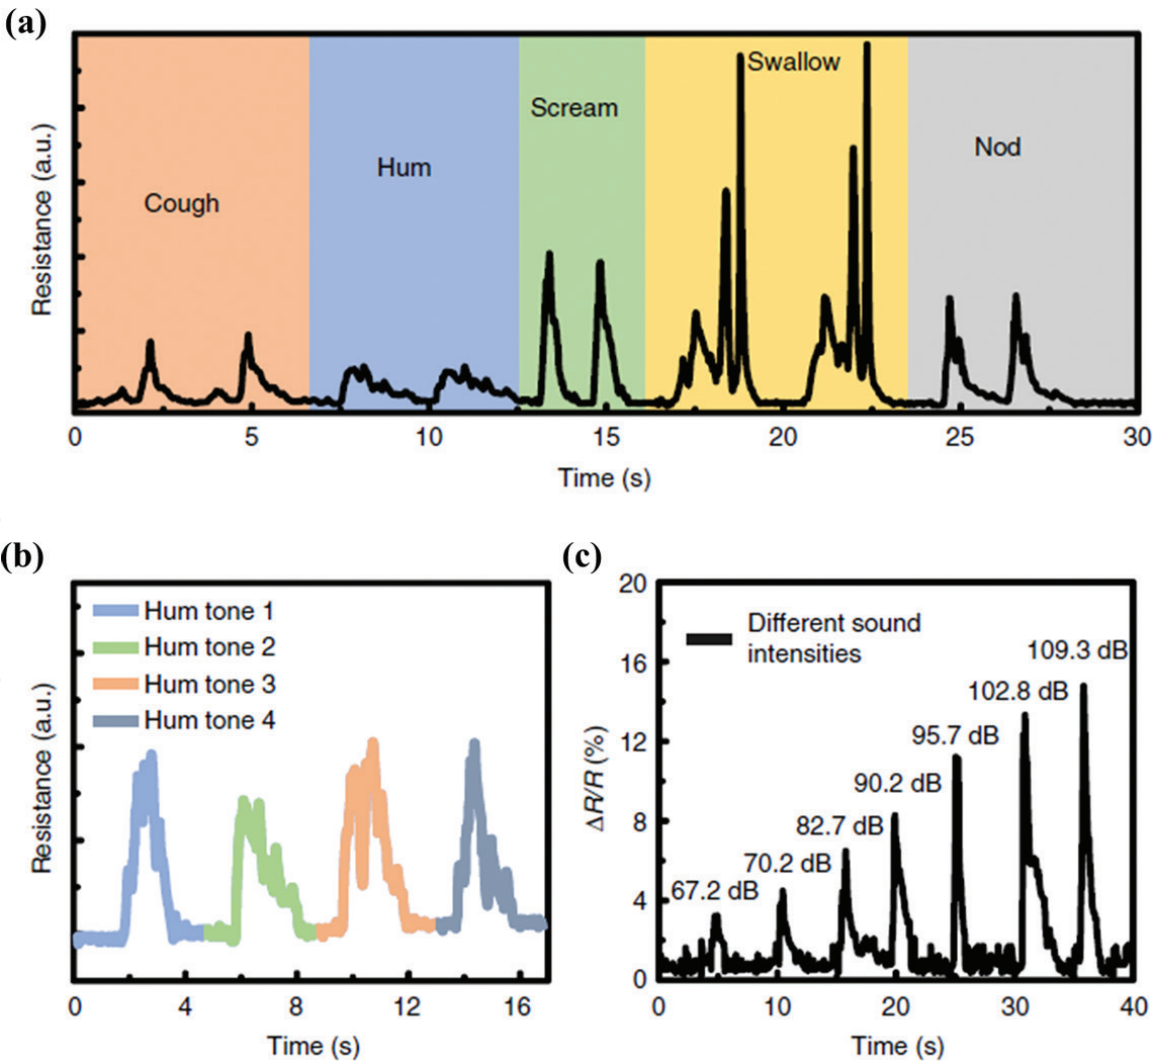 (a)
Resistance (a.u.)
Cough
Hum
Scream
Swallow
Nod
0 5 10 15 20 25 30
Time (s)
(b)
Resistance (a.u.)
Hum tone 1
Hum tone 2
Hum tone 3
Hum tone 4
0 4 8 12 16
Time (s)
(c)
ΔR/R (%)
20
16
12
8
4
0
Different sound
intensities
67.2 dB
70.2 dB
82.7 dB
90.2 dB
95.7 dB
102.8 dB
109.3 dB
0 10 20 30 40
Time (s)